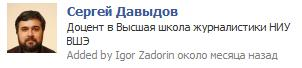 Сергей Давыдов
Доцент в Высшая школа журналистики НИУ
ВШЭ
Added by Igor Zadorin около месяца назад